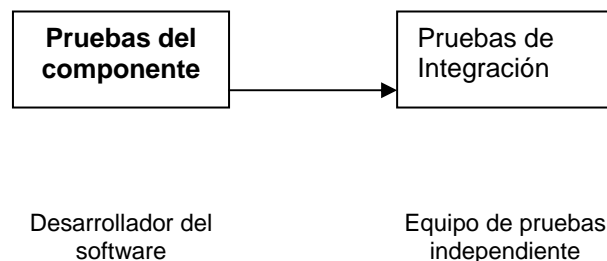 Pruebas del
componente
Pruebas de
Integración
Desarrollador del
software
Equipo de pruebas
independiente